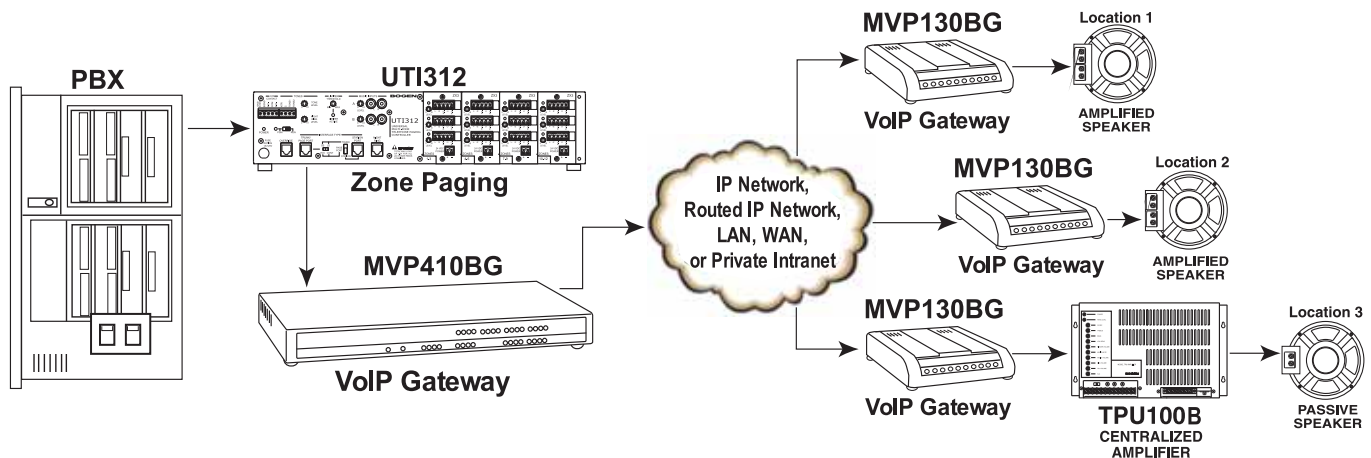 PBX
UTI312
BOGEN
UTI312
Zone Paging
MVP410BG
VoIP Gateway
IP Network,
Routed IP Network,
LAN, WAN,
or Private Intranet
MVP130BG
VoIP Gateway
Location 1
AMPLIFIED
SPEAKER
MVP130BG
VoIP Gateway
Location 2
AMPLIFIED
SPEAKER
MVP130BG
VoIP Gateway
TPU100B
CENTRALIZED
AMPLIFIER
Location 3
PASSIVE
SPEAKER